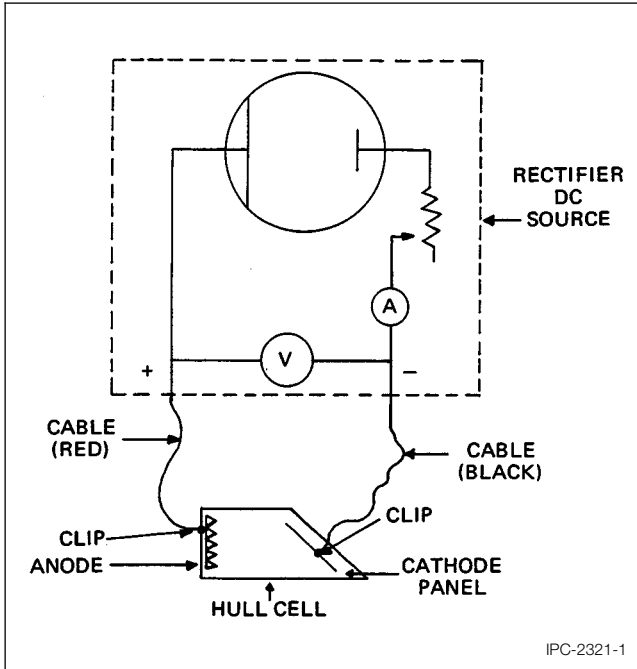 RECTIFIER
DC
SOURCE
A
V
+
−
CABLE
(RED)
CABLE
(BLACK)
CLIP
CLIP
ANODE
CATHODE
PANEL
HULL CELL
IPC-2321-1